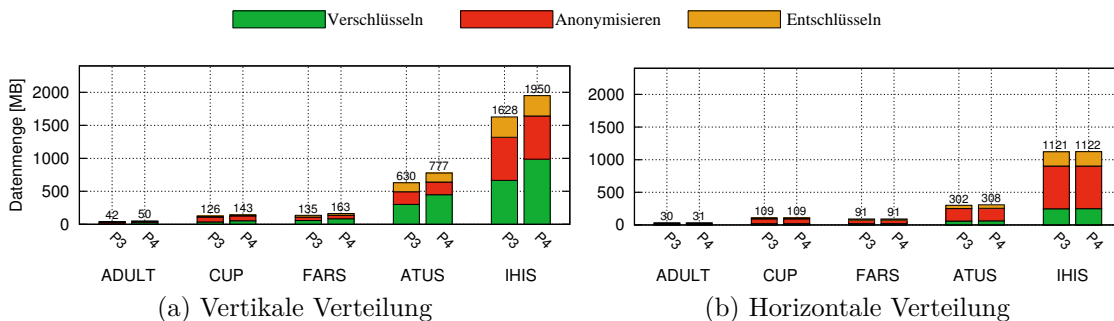 Verschlüsseln Anonymisieren Entschlüsseln
Datenmenge [MB]
2000
1500
1000
500
0
42 50 126 143 135 163 630 777 1628 1950
P3 P4 P3 P4 P3 P4 P3 P4 P3 P4
ADULT CUP FARS ATUS IHIS
(a) Vertikale Verteilung
2000
1500
1000
500
0
30 31 109 109 91 91 302 308 1121 1122
P3 P4 P3 P4 P3 P4 P3 P4 P3 P4
ADULT CUP FARS ATUS IHIS
(b) Horizontale Verteilung